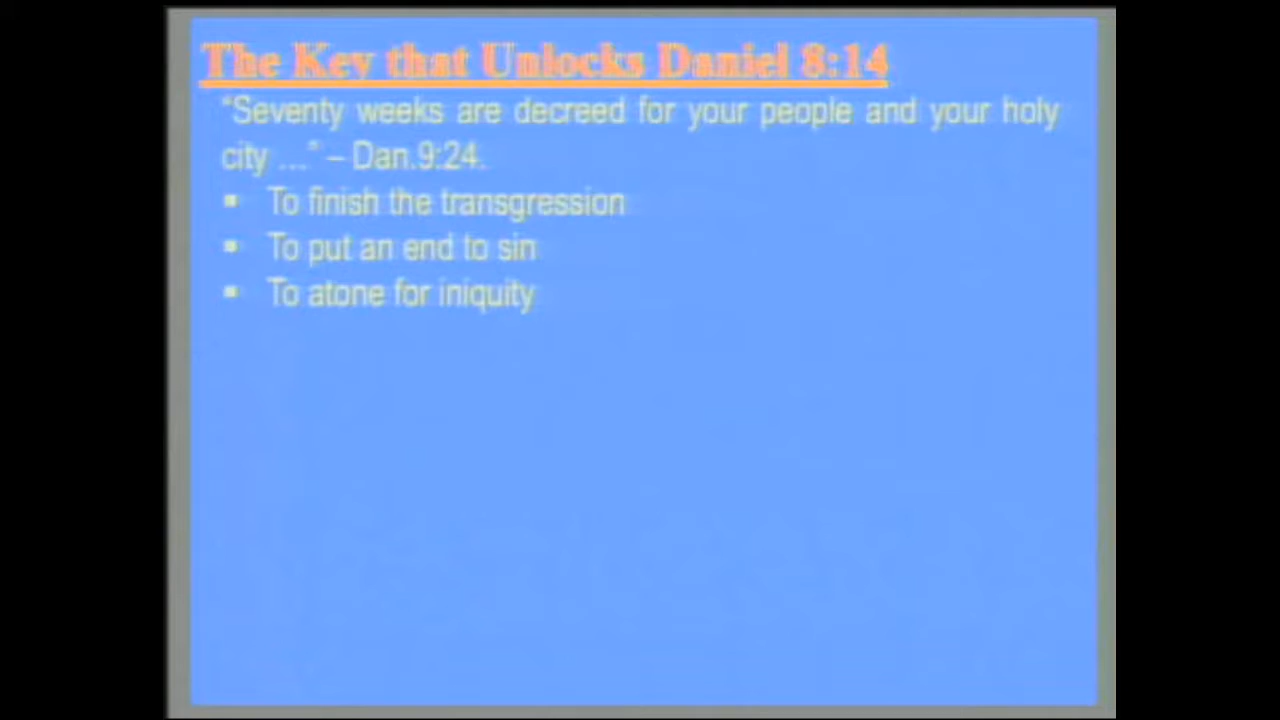 The Key that Unlocks Daniel 8:14
"Seventy weeks are decreed for your people and your holy
city ..." – Dan.9:24.
▪ To finish the transgression
▪ To put an end to sin
▪ To atone for iniquity